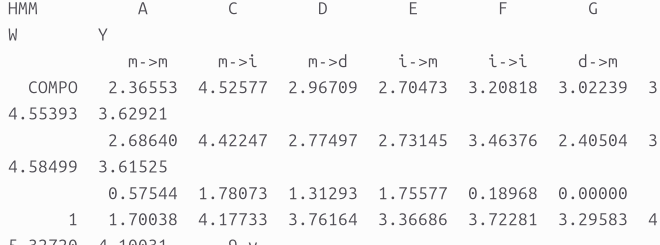 HMM A C D E F G
W Y
m->m m->i m->d i->m i->i d->m
COMPO 2.36553 4.52577 2.96709 2.70473 3.20818 3.02239 3
4.55393 3.62921
2.68640 4.42247 2.77497 2.73145 3.46376 2.40504 3
4.58499 3.61525
0.57544 1.78073 1.31293 1.75577 0.18968 0.00000
1 1.70038 4.17733 3.76164 3.36686 3.72281 3.29583 4
5.32720 4.10031 9 y